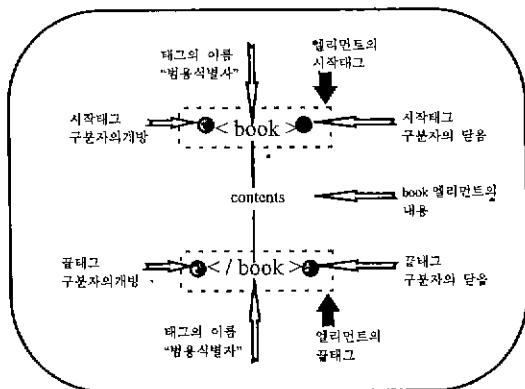 태그의 이름
"범용식별자"
엘리먼트의
시작태그
시작태그
구분자의개방
< book >
시작태그
구분자의 닫음
contents
book 엘리먼트의
내용
끝태그
구분자의개방
< / book >
끝태그
구분자의 닫음
태그의 이름
"범용식별자"
엘리먼트의
끝태그